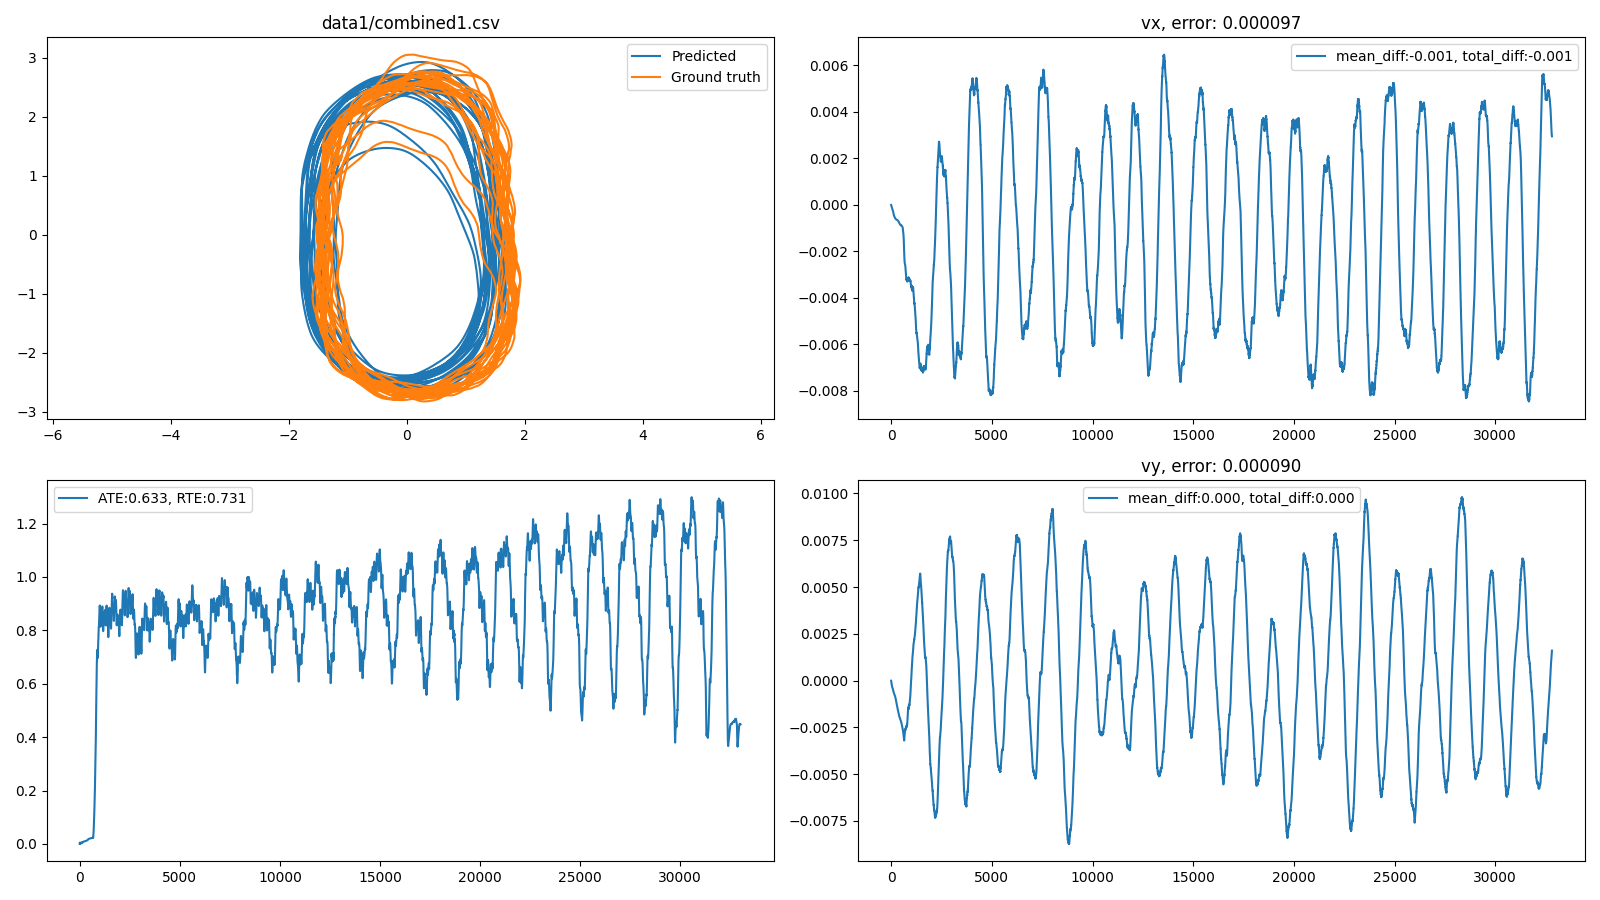 data1/combined1.csv
Predicted
Ground truth
3
2
1
0
−1
−2
−3
−6 −4 −2 0 2 4 6
vx, error: 0.000097
mean_diff:-0.001, total_diff:-0.001
0.006
0.004
0.002
0.000
−0.002
−0.004
−0.006
−0.008
0 5000 10000 15000 20000 25000 30000
ATE:0.633, RTE:0.731
1.2
1.0
0.8
0.6
0.4
0.2
0.0
0 5000 10000 15000 20000 25000 30000
vy, error: 0.000090
mean_diff:0.000, total_diff:0.000
0.0100
0.0075
0.0050
0.0025
0.0000
−0.0025
−0.0050
−0.0075
0 5000 10000 15000 20000 25000 30000